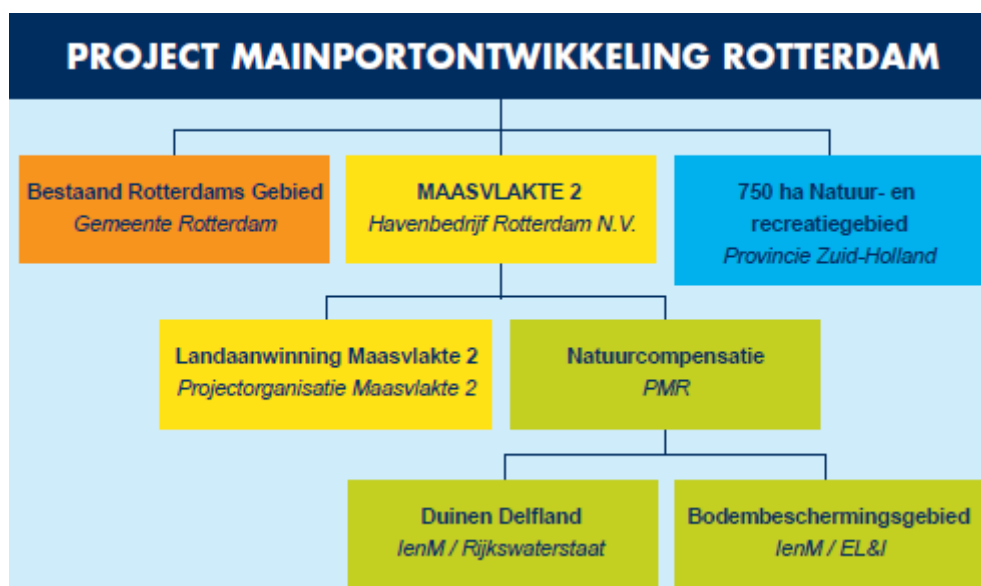 PROJECT MAINPORTONTWIKKELING ROTTERDAM
Bestaand Rotterdams Gebied
Gemeente Rotterdam
MAASVLAKTE 2
Havenbedrijf Rotterdam N.V.
750 ha Natuur- en
recreatiegebied
Provincie Zuid-Holland
Landaanwinning Maasvlakte 2
Projectorganisatie Maasvlakte 2
Natuurcompensatie
PMR
Duinen Delfland
IenM / Rijkswaterstaat
Bodembeschermingsgebied
IenM / EL&I